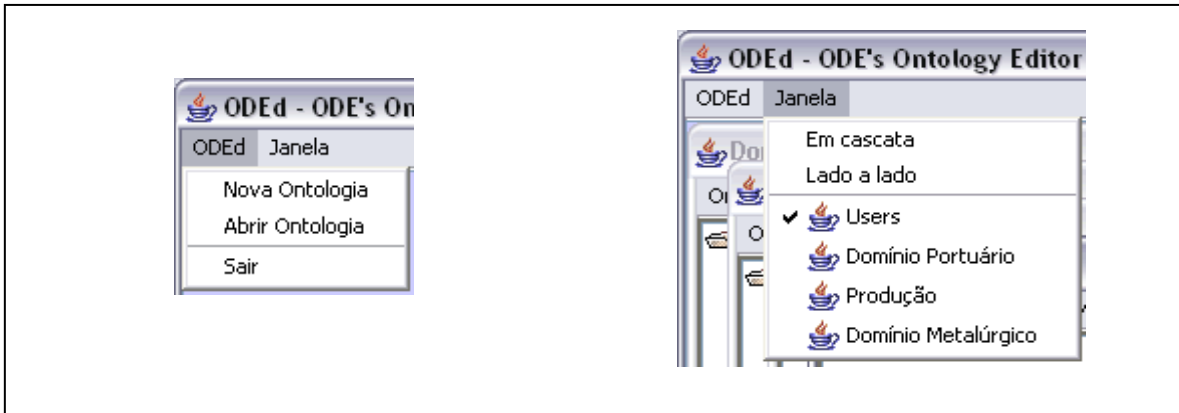 ODEd - ODE's On
ODEd Janela
Nova Ontologia
Abrir Ontologia
Sair
ODEd - ODE's Ontology Editor
ODEd Janela
Em cascata
Lado a lado
Users
Domínio Portuário
Produção
Domínio Metalúrgico